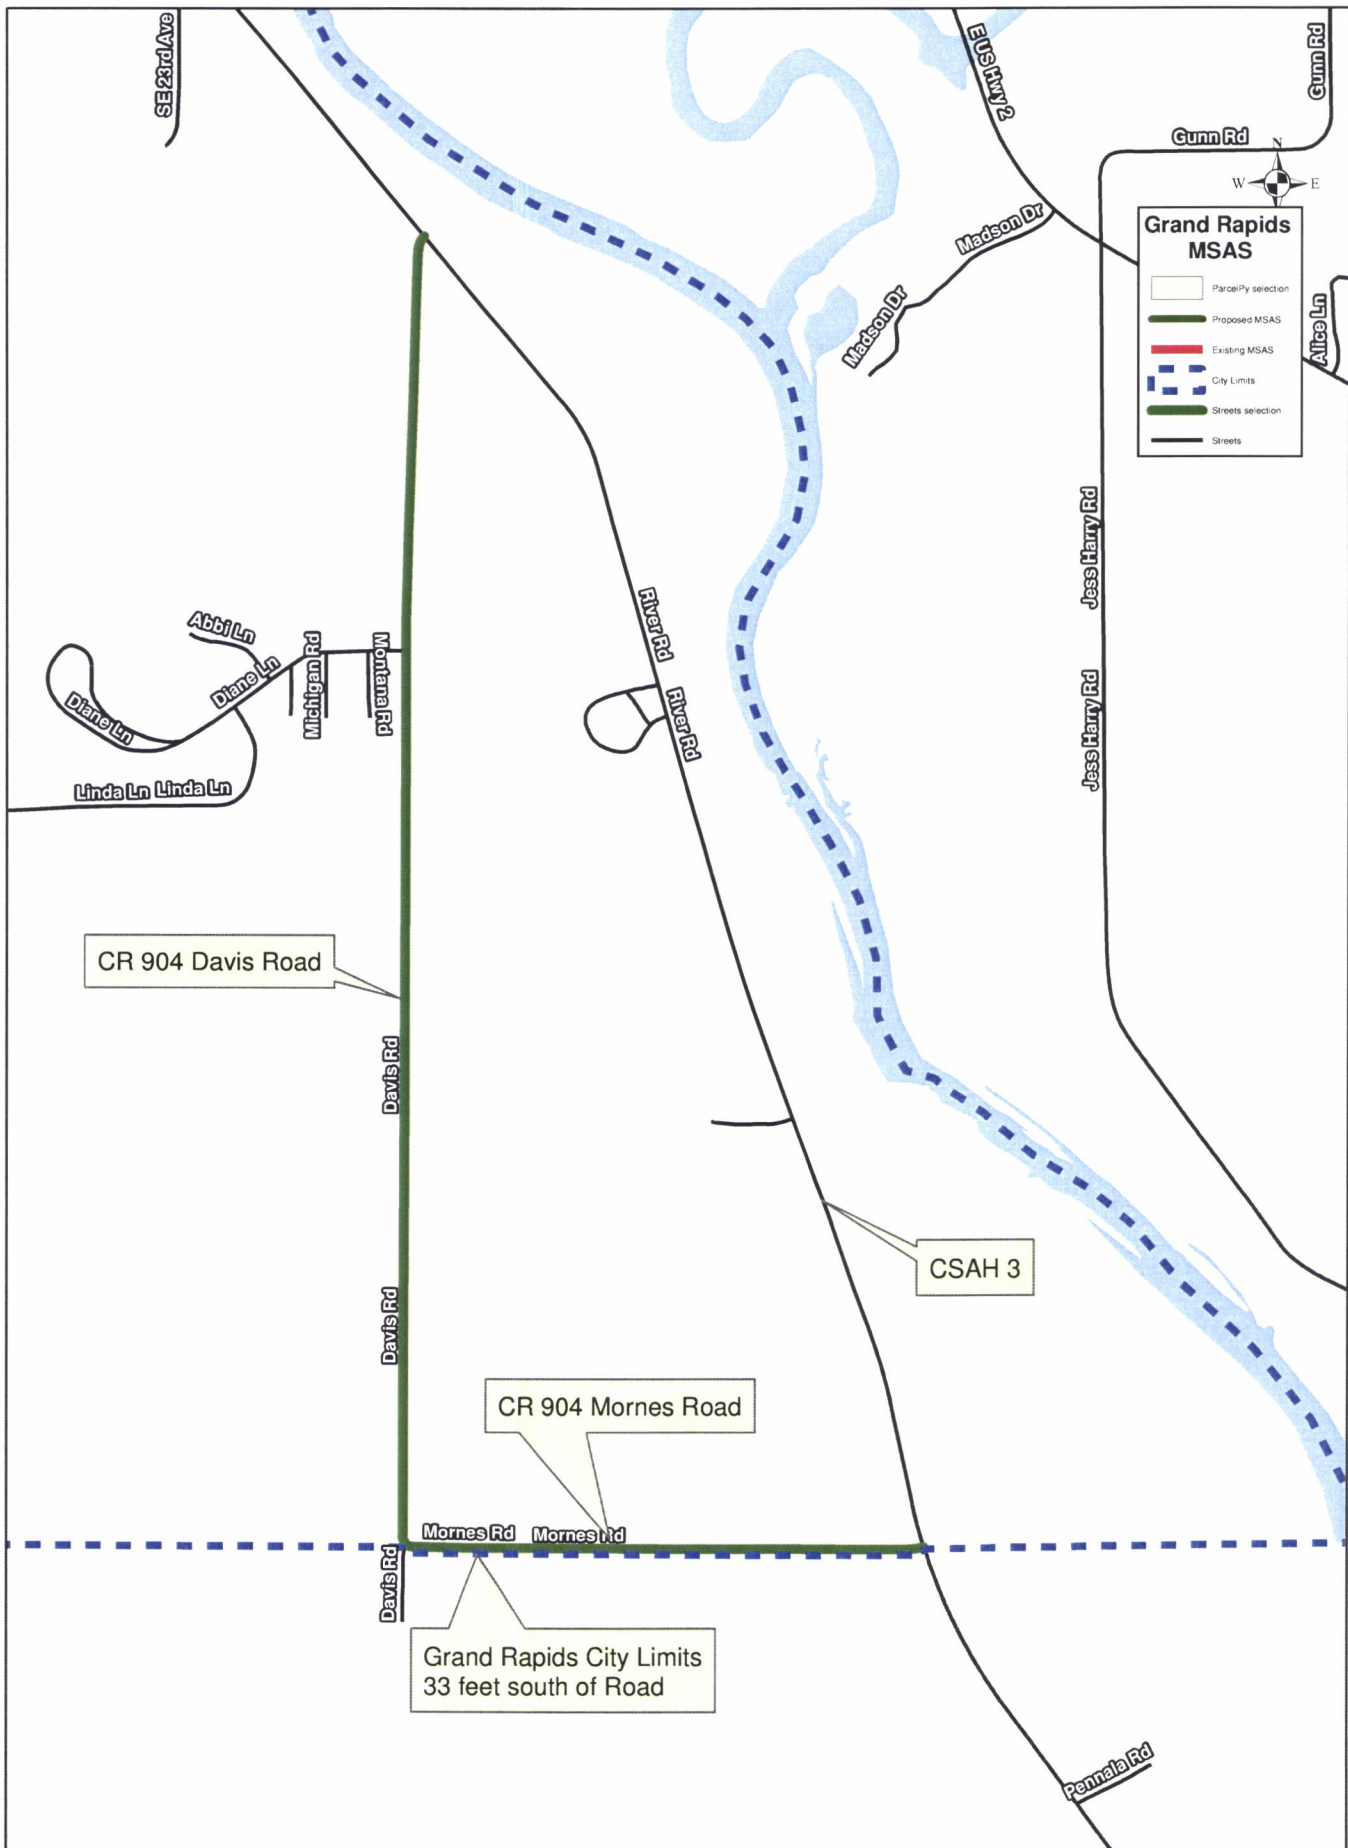 SE 23rd Ave
E US Hwy 2
Gunn Rd
Gunn Rd
N
W E
Madson Dr
Madson Dr
Grand Rapids
MSAS
ParcelPy selection
Proposed MSAS
Existing MSAS
City Limits
Streets selection
Streets
Alice Ln
Jess Harry Rd
River Rd
Abbi Ln
Diane Ln
Michigan Rd
Montana Rd
Diane Ln
River Rd
Jess Harry Rd
Linda Ln Linda Ln
CR 904 Davis Road
Davis Rd
CSAH 3
Davis Rd
CR 904 Mornes Road
Mornes Rd Mornes Rd
Davis Rd
Grand Rapids City Limits
33 feet south of Road
Pennala Rd